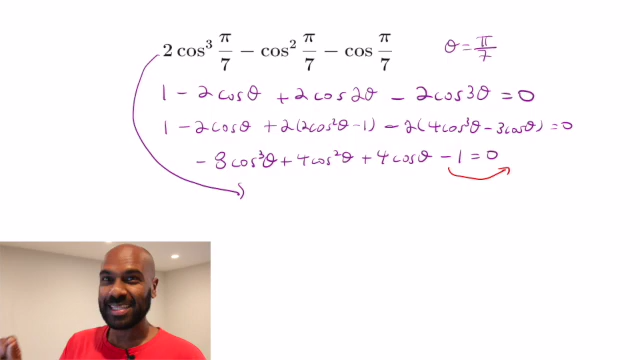 2 cos³ π/7 − cos² π/7 − cos π/7
θ = π/7
1 − 2cosθ + 2cos2θ − 2cos3θ = 0
1 − 2cosθ + 2(2cos²θ − 1) − 2(4cos³θ − 3cosθ) = 0
− 8cos³θ + 4cos²θ + 4cosθ − 1 = 0